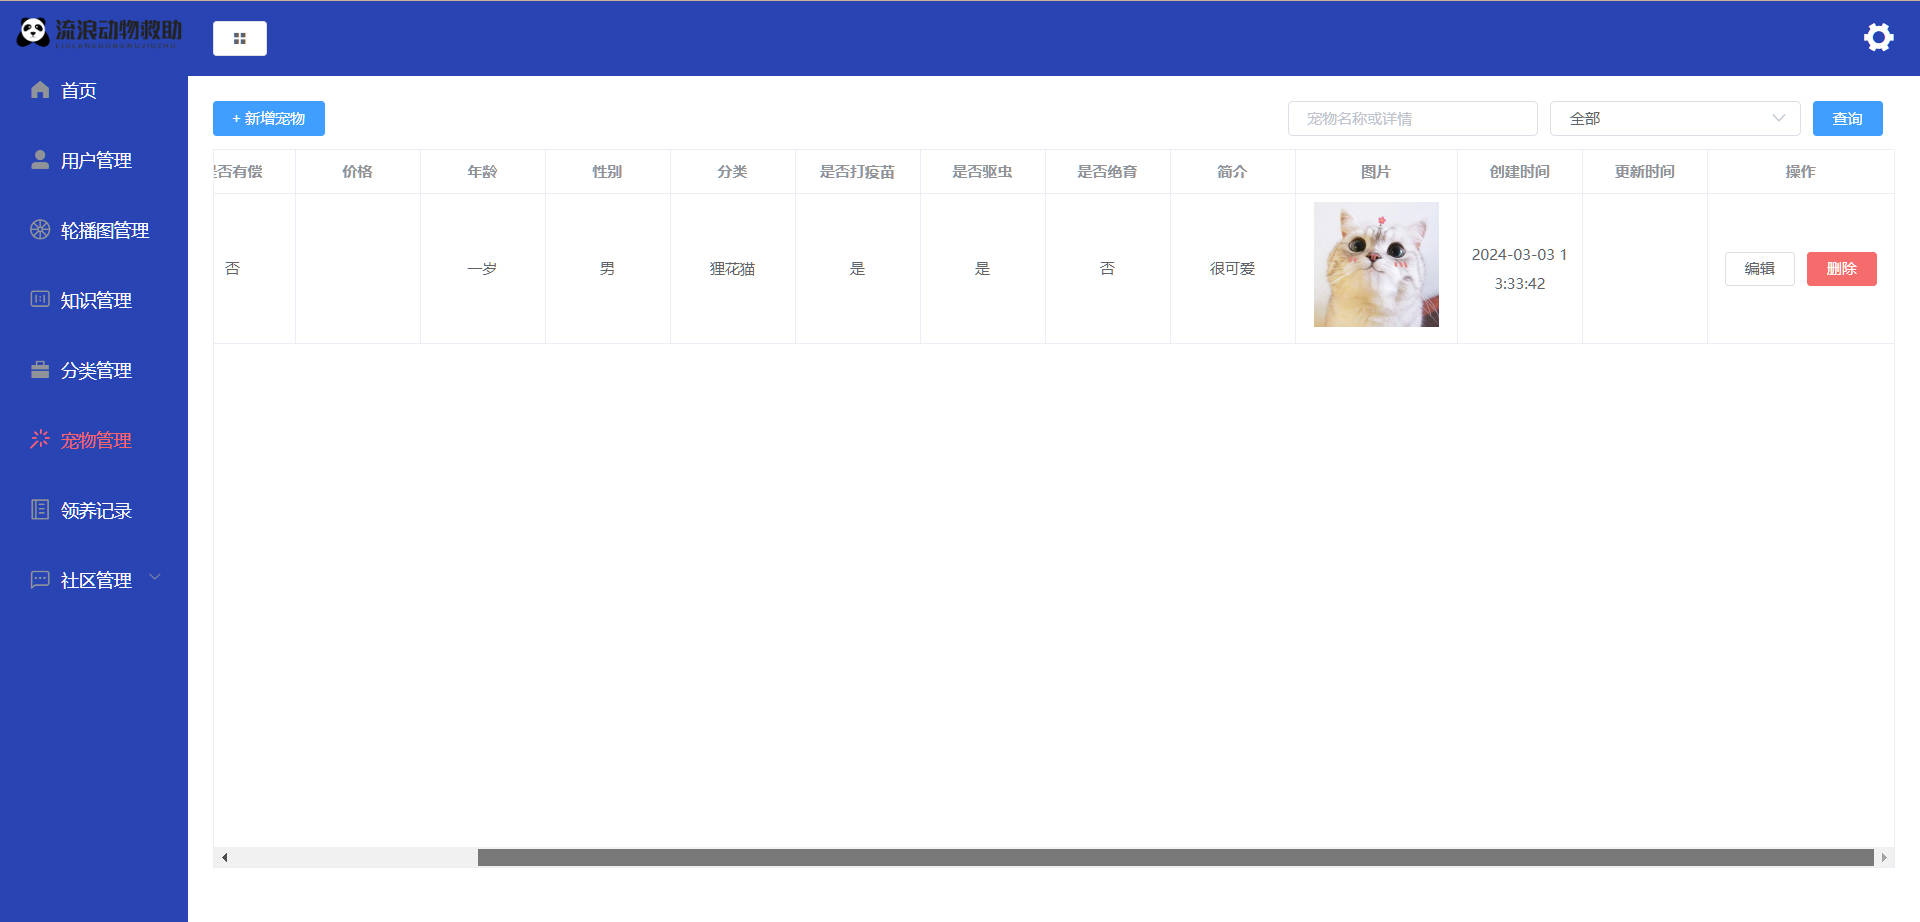 流浪动物救助
LIULANGDONGWUJIUZHU
首页
用户管理
轮播图管理
知识管理
分类管理
宠物管理
领养记录
社区管理
+ 新增宠物
宠物名称或详情
全部
查询
是否有偿 价格 年龄 性别 分类 是否打疫苗 是否驱虫 是否绝育 简介 图片 创建时间 更新时间 操作
否 一岁 男 狸花猫 是 是 否 很可爱 2024-03-03 1
3:33:42
编辑 删除